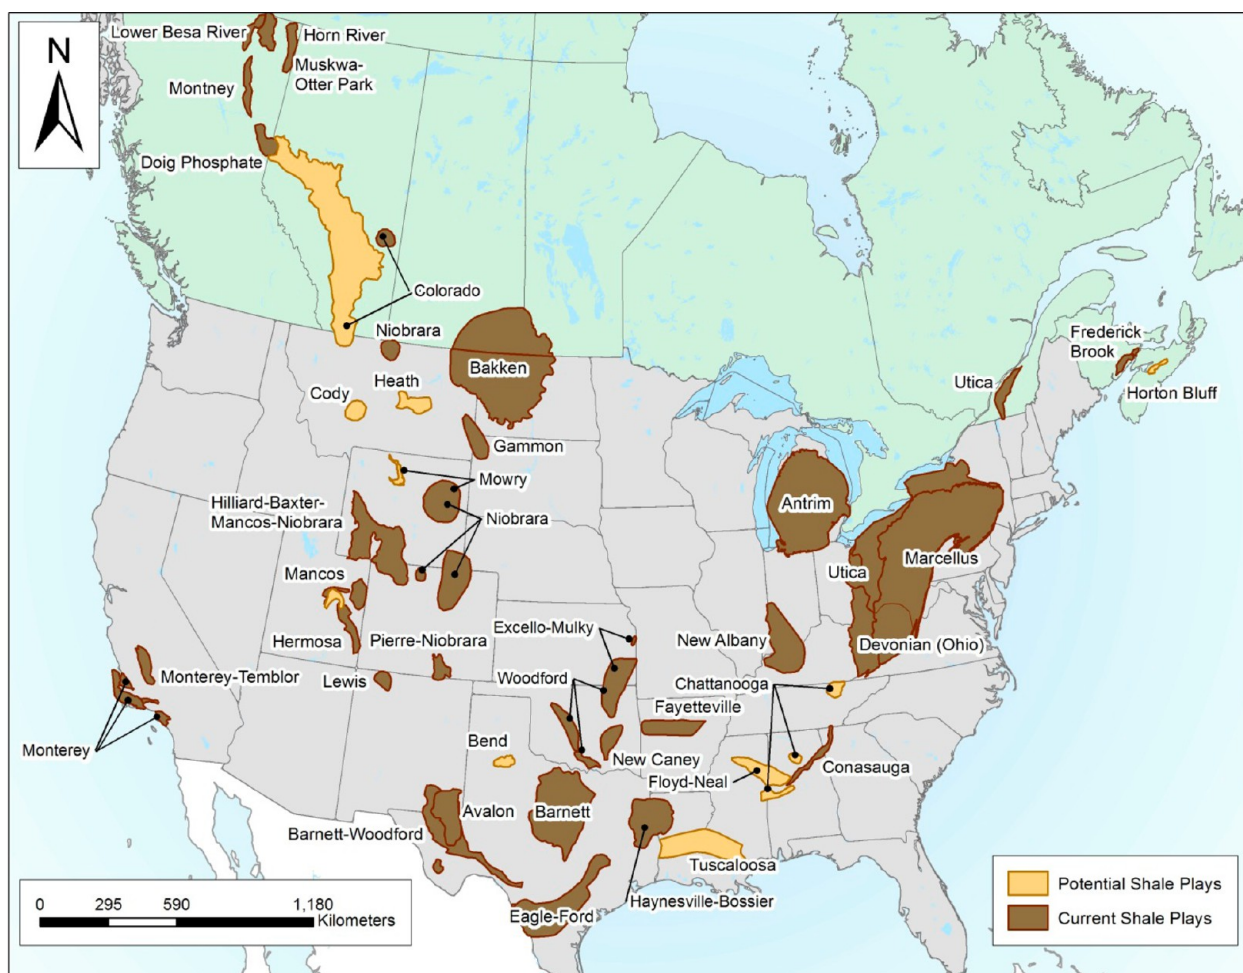 N
Lower Besa River
Horn River
Muskwa-
Otter Park
Montney
Doig Phosphate
Colorado
Niobrara
Bakken
Heath
Cody
Gammon
Mowry
Hilliard-Baxter-
Mancos-Niobrara
Niobrara
Mancos
Hermosa
Pierre-Niobrara
Excello-Mulky
Monterey-Temblor
Lewis
Woodford
Fayetteville
Monterey
Bend
New Caney
Avalon
Barnett
Barnett-Woodford
Eagle-Ford
Haynesville-Bossier
Tuscaloosa
Floyd-Neal
Conasauga
Chattanooga
New Albany
Devonian (Ohio)
Utica
Marcellus
Antrim
Utica
Frederick
Brook
Horton Bluff
0 295 590 1,180
Kilometers
Potential Shale Plays
Current Shale Plays